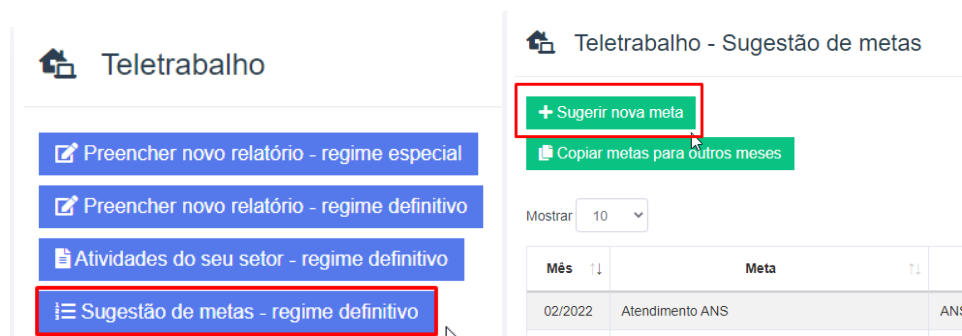 Teletrabalho
Preencher novo relatório - regime especial
Preencher novo relatório - regime definitivo
Atividades do seu setor - regime definitivo
Sugestão de metas - regime definitivo
Teletrabalho - Sugestão de metas
+ Sugerir nova meta
Copiar metas para outros meses
Mostrar 10
Mês Meta
02/2022 Atendimento ANS ANS